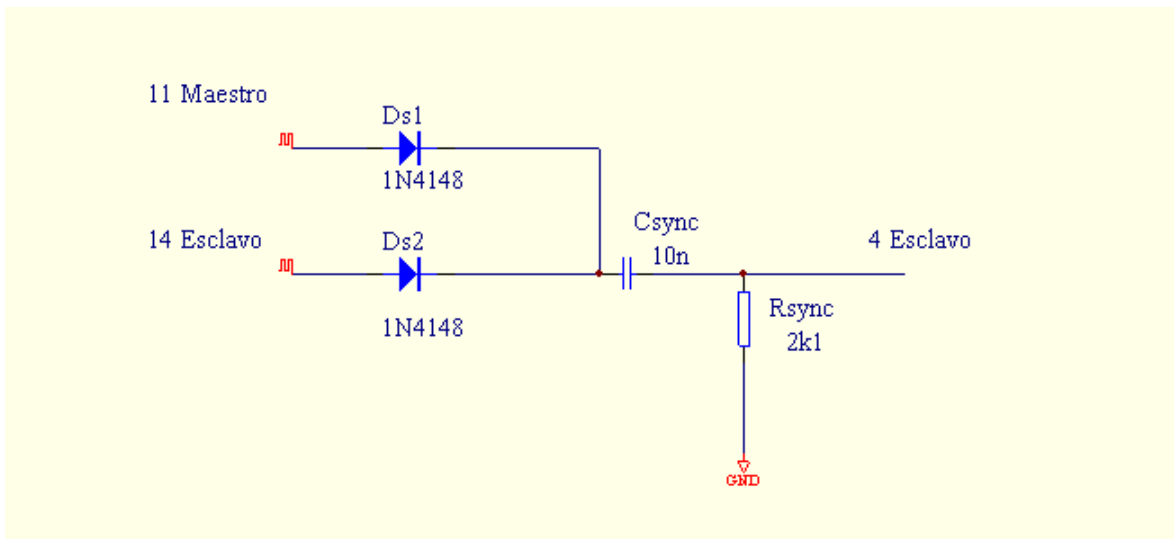 11 Maestro
Ds1
1N4148
14 Esclavo
Ds2
1N4148
Csync
10n
4 Esclavo
Rsync
2k1
GND